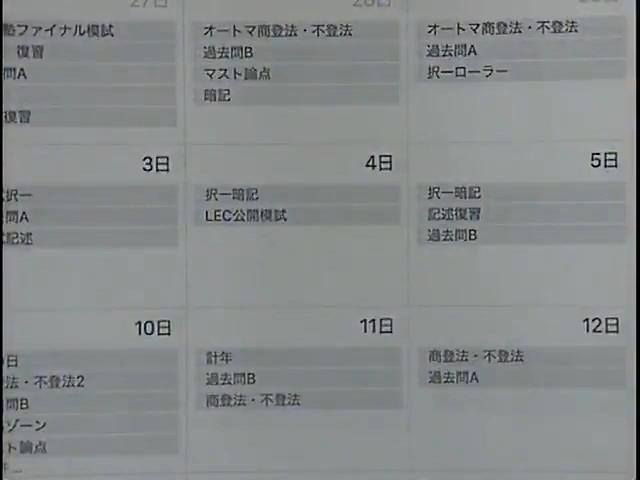 27日 28日
塾ファイナル模試 オートマ商登法・不登法 オートマ商登法・不登法
復習 過去問B 過去問A
問A マスト論点 択一ローラー
暗記
復習
3日 4日 5日
択一 択一暗記 択一暗記
問A LEC公開模試 記述復習
記述 過去問B
10日 11日 12日
日 計年 商登法・不登法
法・不登法2 過去問B 過去問A
問B 商登法・不登法
ゾーン
ト論点